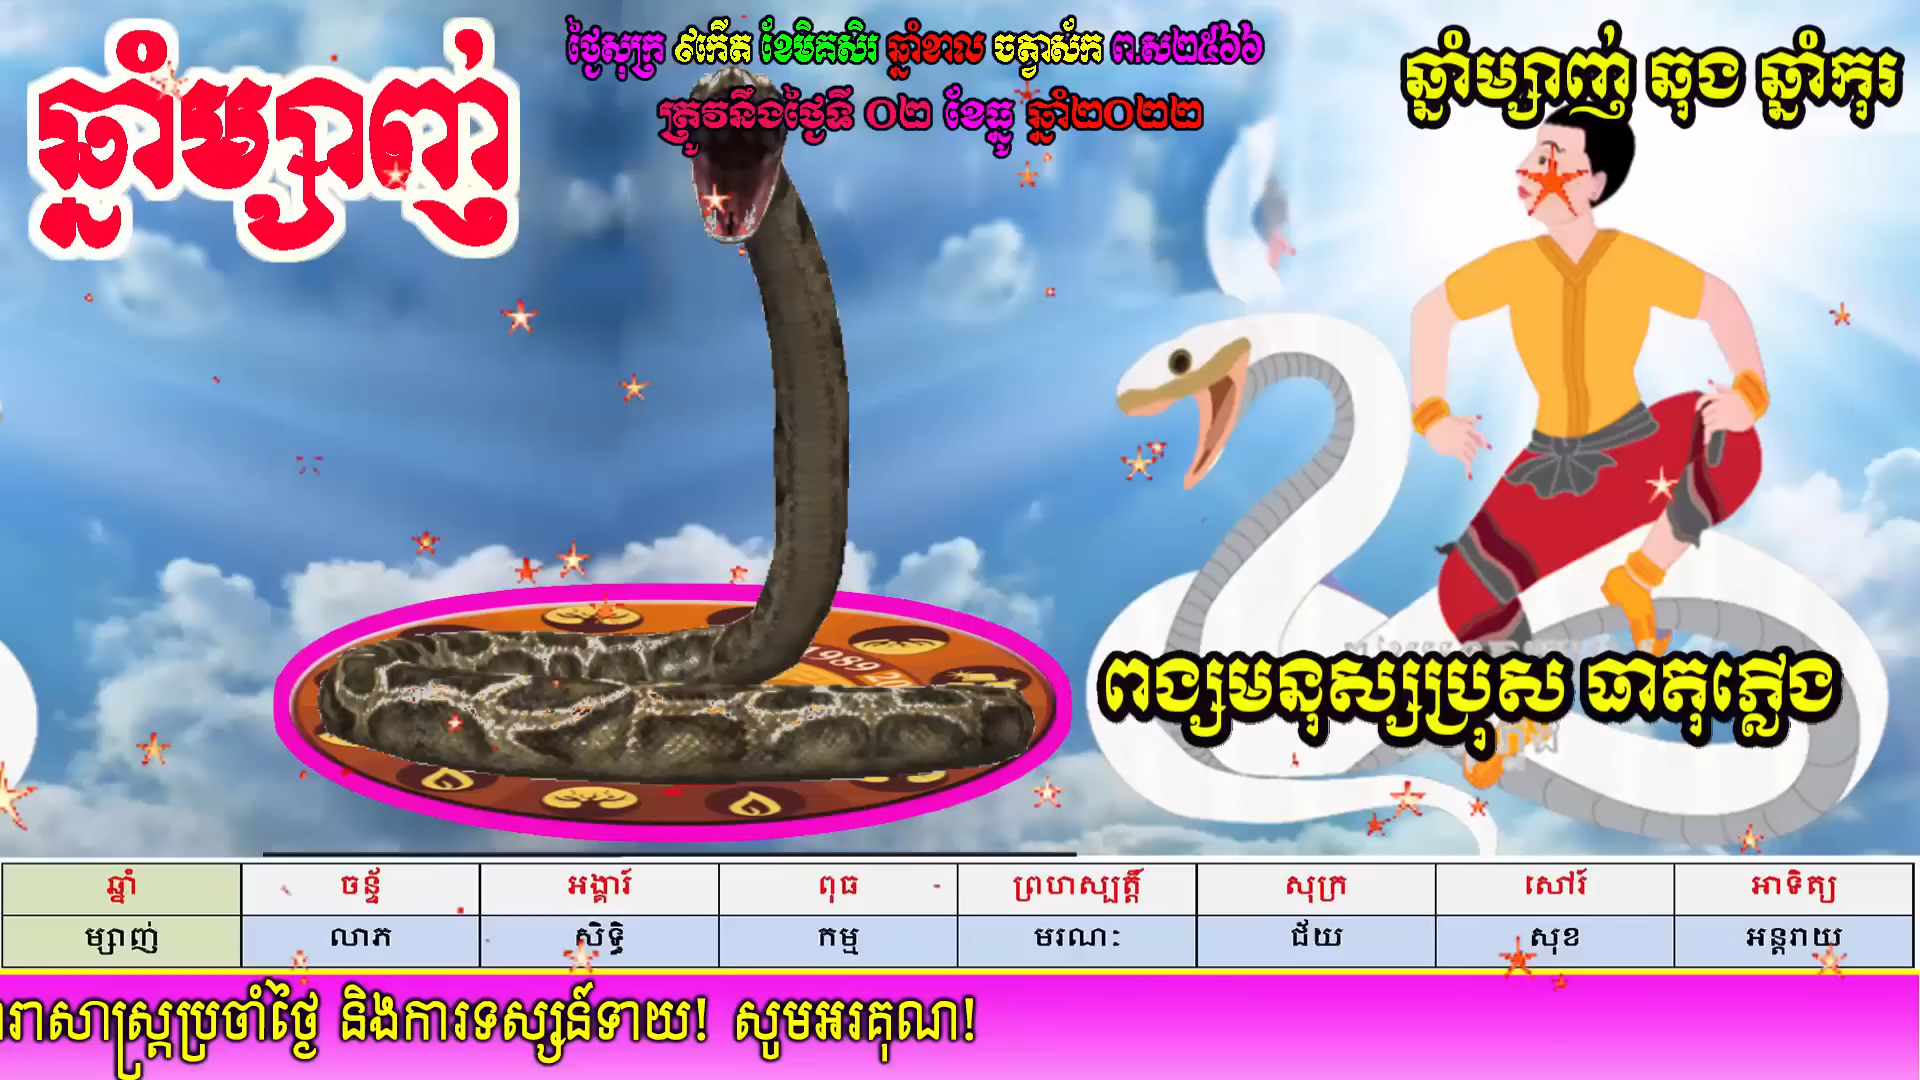 ថ្ងៃសុក្រ ៩កើត ខែមិគសិរ ឆ្នាំខាល ចត្វាស័ក ព.ស២៥៦៦
ត្រូវនឹងថ្ងៃទី ០២ ខែធ្នូ ឆ្នាំ២០២២
ឆ្នាំម្សាញ់
ឆ្នាំម្សាញ់ ឆុង ឆ្នាំកុរ
1989
ពង្សមនុស្សប្រុស ធាតុភ្លើង
ឆ្នាំ ចន្ទ័ អង្គារ៍ ពុធ ព្រហស្បត្តិ៍ សុក្រ សៅរ៍ អាទិត្យ
ម្សាញ់ លាភ សិទ្ធិ កម្ម មរណៈ ជ័យ សុខ អន្តរាយ
រាសាស្ត្រប្រចាំថ្ងៃ និងការទស្សន៍ទាយ! សូមអរគុណ!